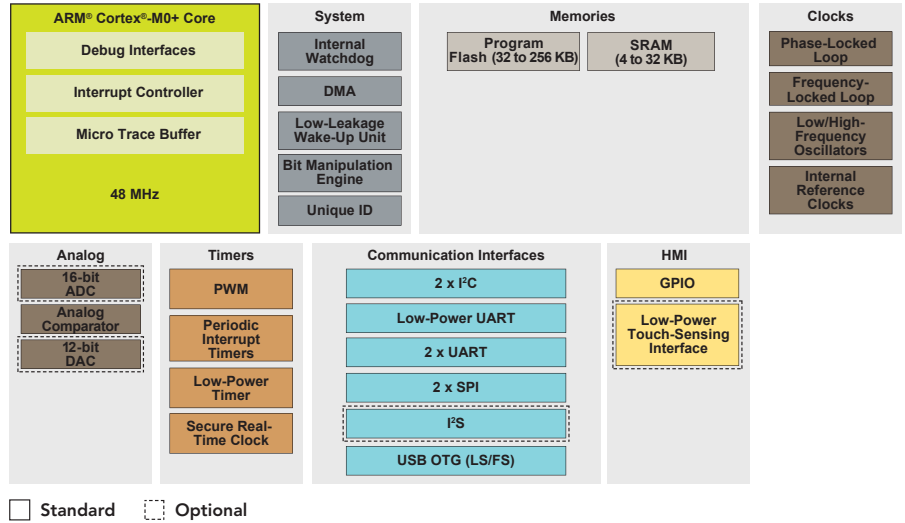 ARM® Cortex®-M0+ Core
Debug Interfaces
Interrupt Controller
Micro Trace Buffer
48 MHz
System
Internal
Watchdog
DMA
Low-Leakage
Wake-Up Unit
Bit Manipulation
Engine
Unique ID
Memories
Program
Flash (32 to 256 KB)
SRAM
(4 to 32 KB)
Clocks
Phase-Locked
Loop
Frequency-
Locked Loop
Low/High-
Frequency
Oscillators
Internal
Reference
Clocks
Analog
16-bit
ADC
Analog
Comparator
12-bit
DAC
Timers
PWM
Periodic
Interrupt
Timers
Low-Power
Timer
Secure Real-
Time Clock
Communication Interfaces
2 x I²C
Low-Power UART
2 x UART
2 x SPI
I²S
USB OTG (LS/FS)
HMI
GPIO
Low-Power
Touch-Sensing
Interface
Standard
Optional